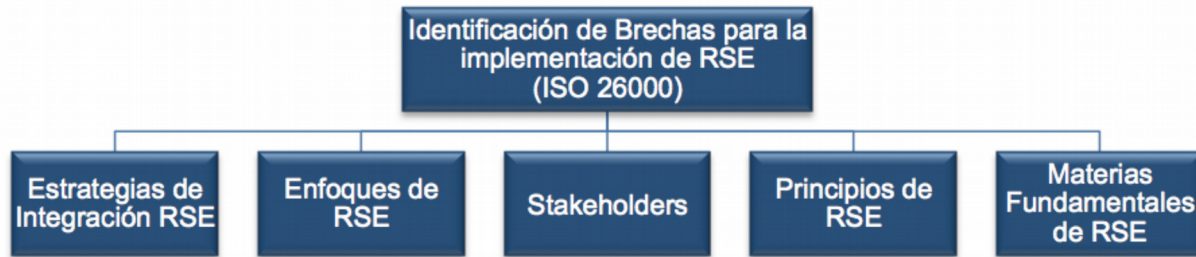 Identificación de Brechas para la
implementación de RSE
(ISO 26000)
Estrategias de
Integración RSE
Enfoques de
RSE
Stakeholders
Principios de
RSE
Materias
Fundamentales
de RSE